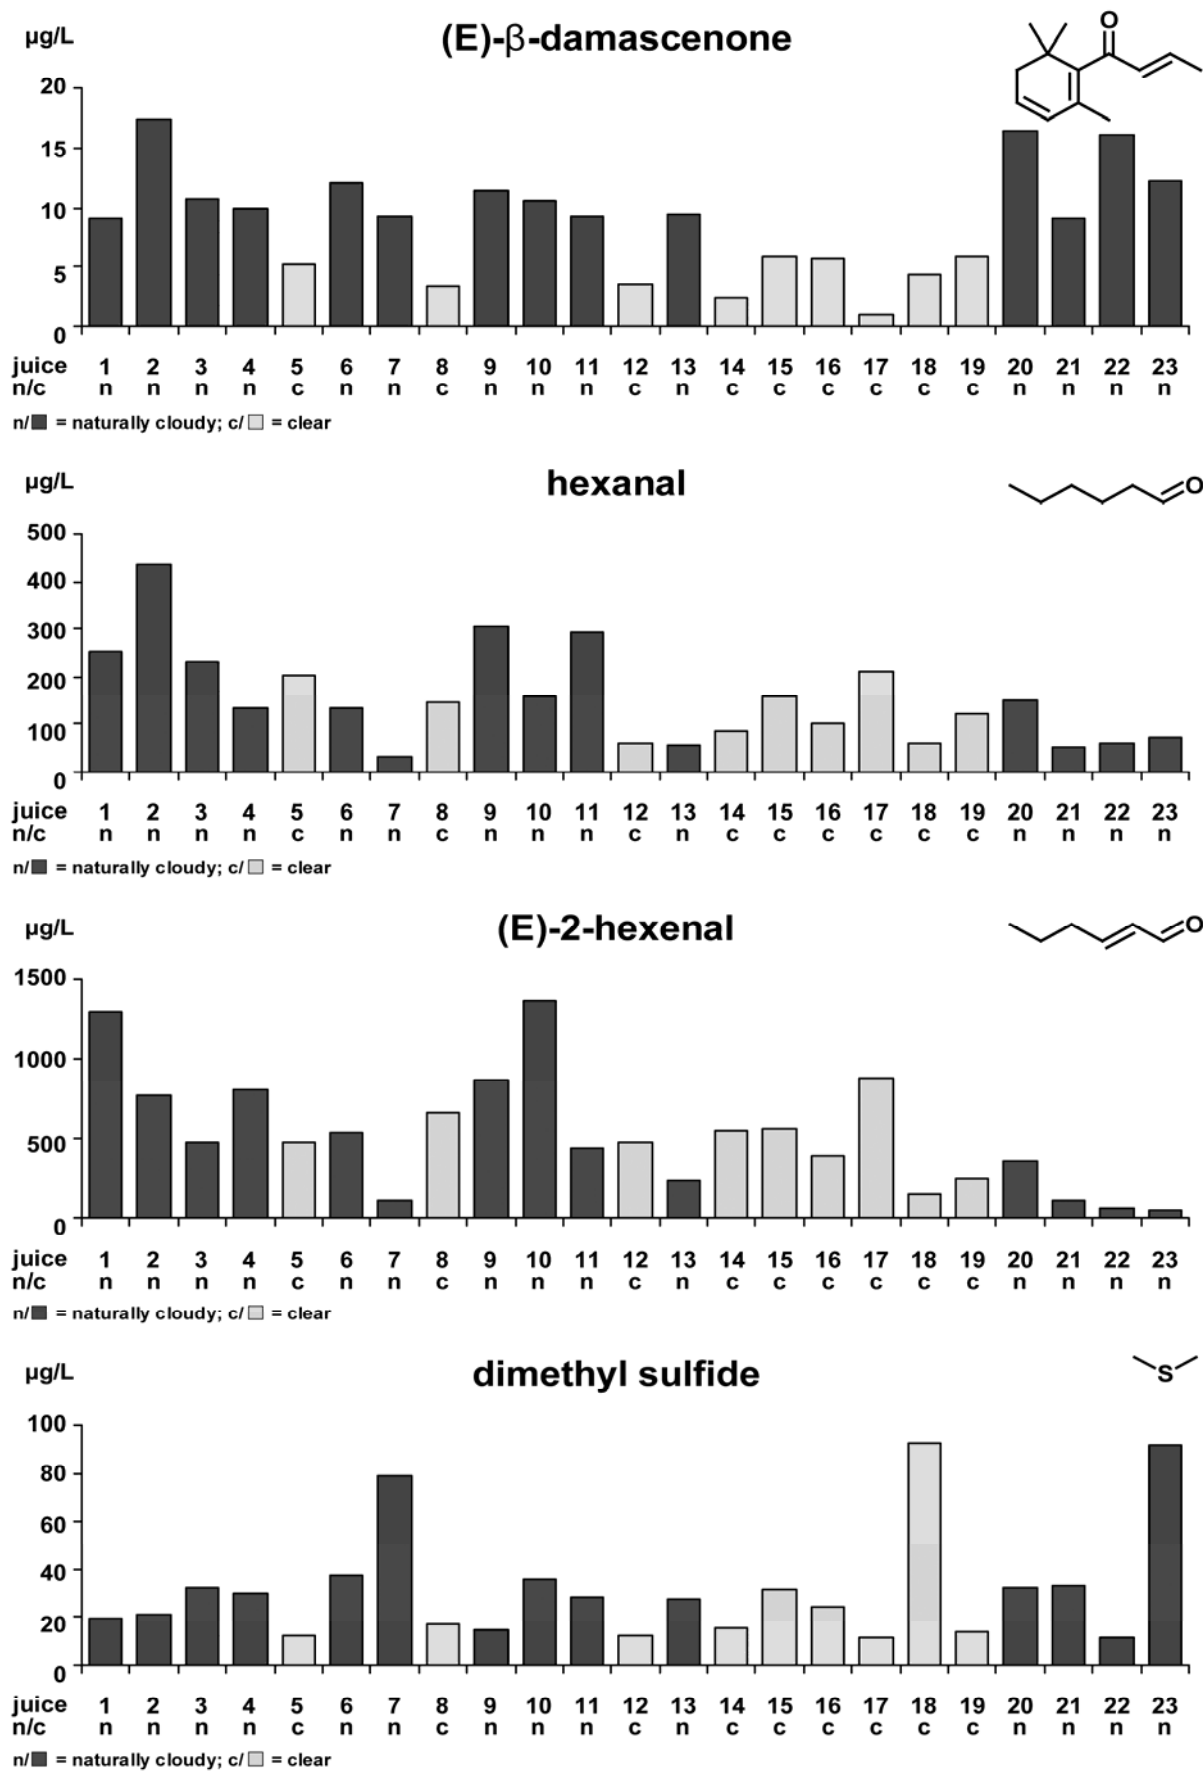 µg/L
(E)-β-damascenone
O
20
15
10
5
0
juice 1 2 3 4 5 6 7 8 9 10 11 12 13 14 15 16 17 18 19 20 21 22 23
n/c n n n n c n n c n n n c n c c c c c c n n n n
n/ = naturally cloudy; c/ = clear
µg/L
hexanal
O
500
400
300
200
100
0
juice 1 2 3 4 5 6 7 8 9 10 11 12 13 14 15 16 17 18 19 20 21 22 23
n/c n n n n c n n c n n n c n c c c c c c n n n n
n/ = naturally cloudy; c/ = clear
µg/L
(E)-2-hexenal
O
1500
1000
500
0
juice 1 2 3 4 5 6 7 8 9 10 11 12 13 14 15 16 17 18 19 20 21 22 23
n/c n n n n c n n c n n n c n c c c c c c n n n n
n/ = naturally cloudy; c/ = clear
µg/L
dimethyl sulfide
S
100
80
60
40
20
0
juice 1 2 3 4 5 6 7 8 9 10 11 12 13 14 15 16 17 18 19 20 21 22 23
n/c n n n n c n n c n n n c n c c c c c c n n n n
n/ = naturally cloudy; c/ = clear